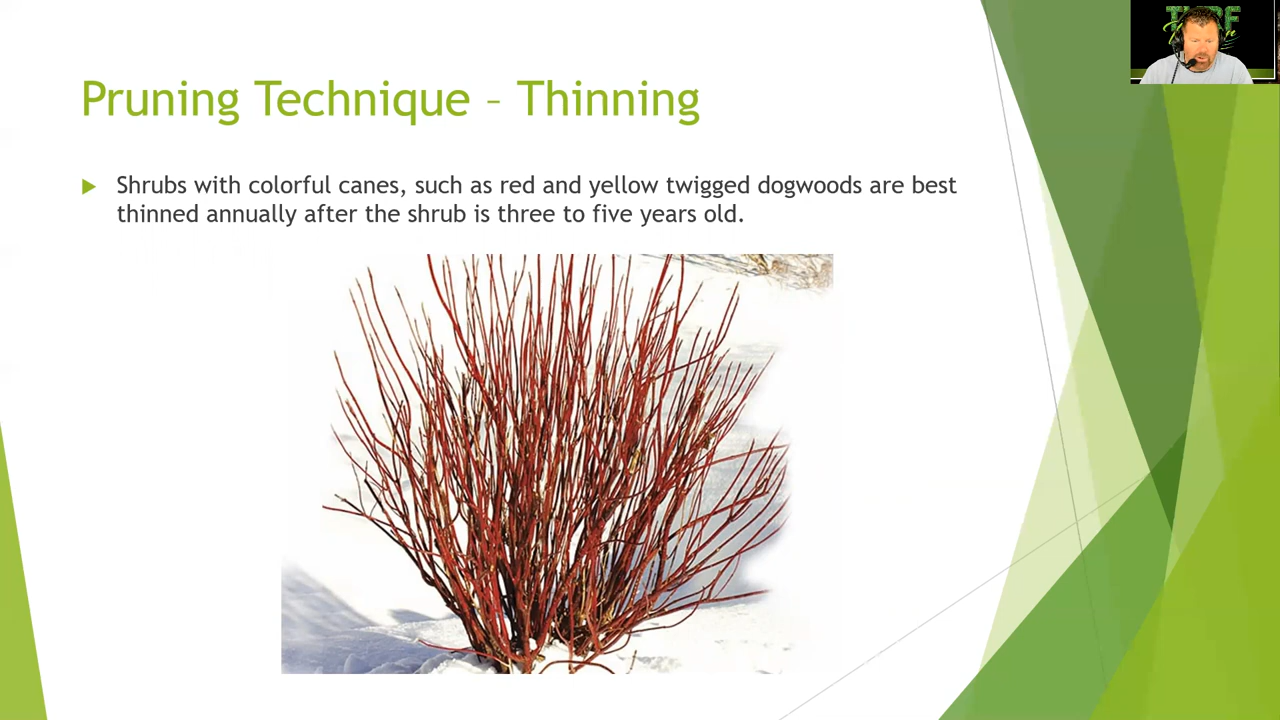 Pruning Technique – Thinning
Shrubs with colorful canes, such as red and yellow twigged dogwoods are best
thinned annually after the shrub is three to five years old.